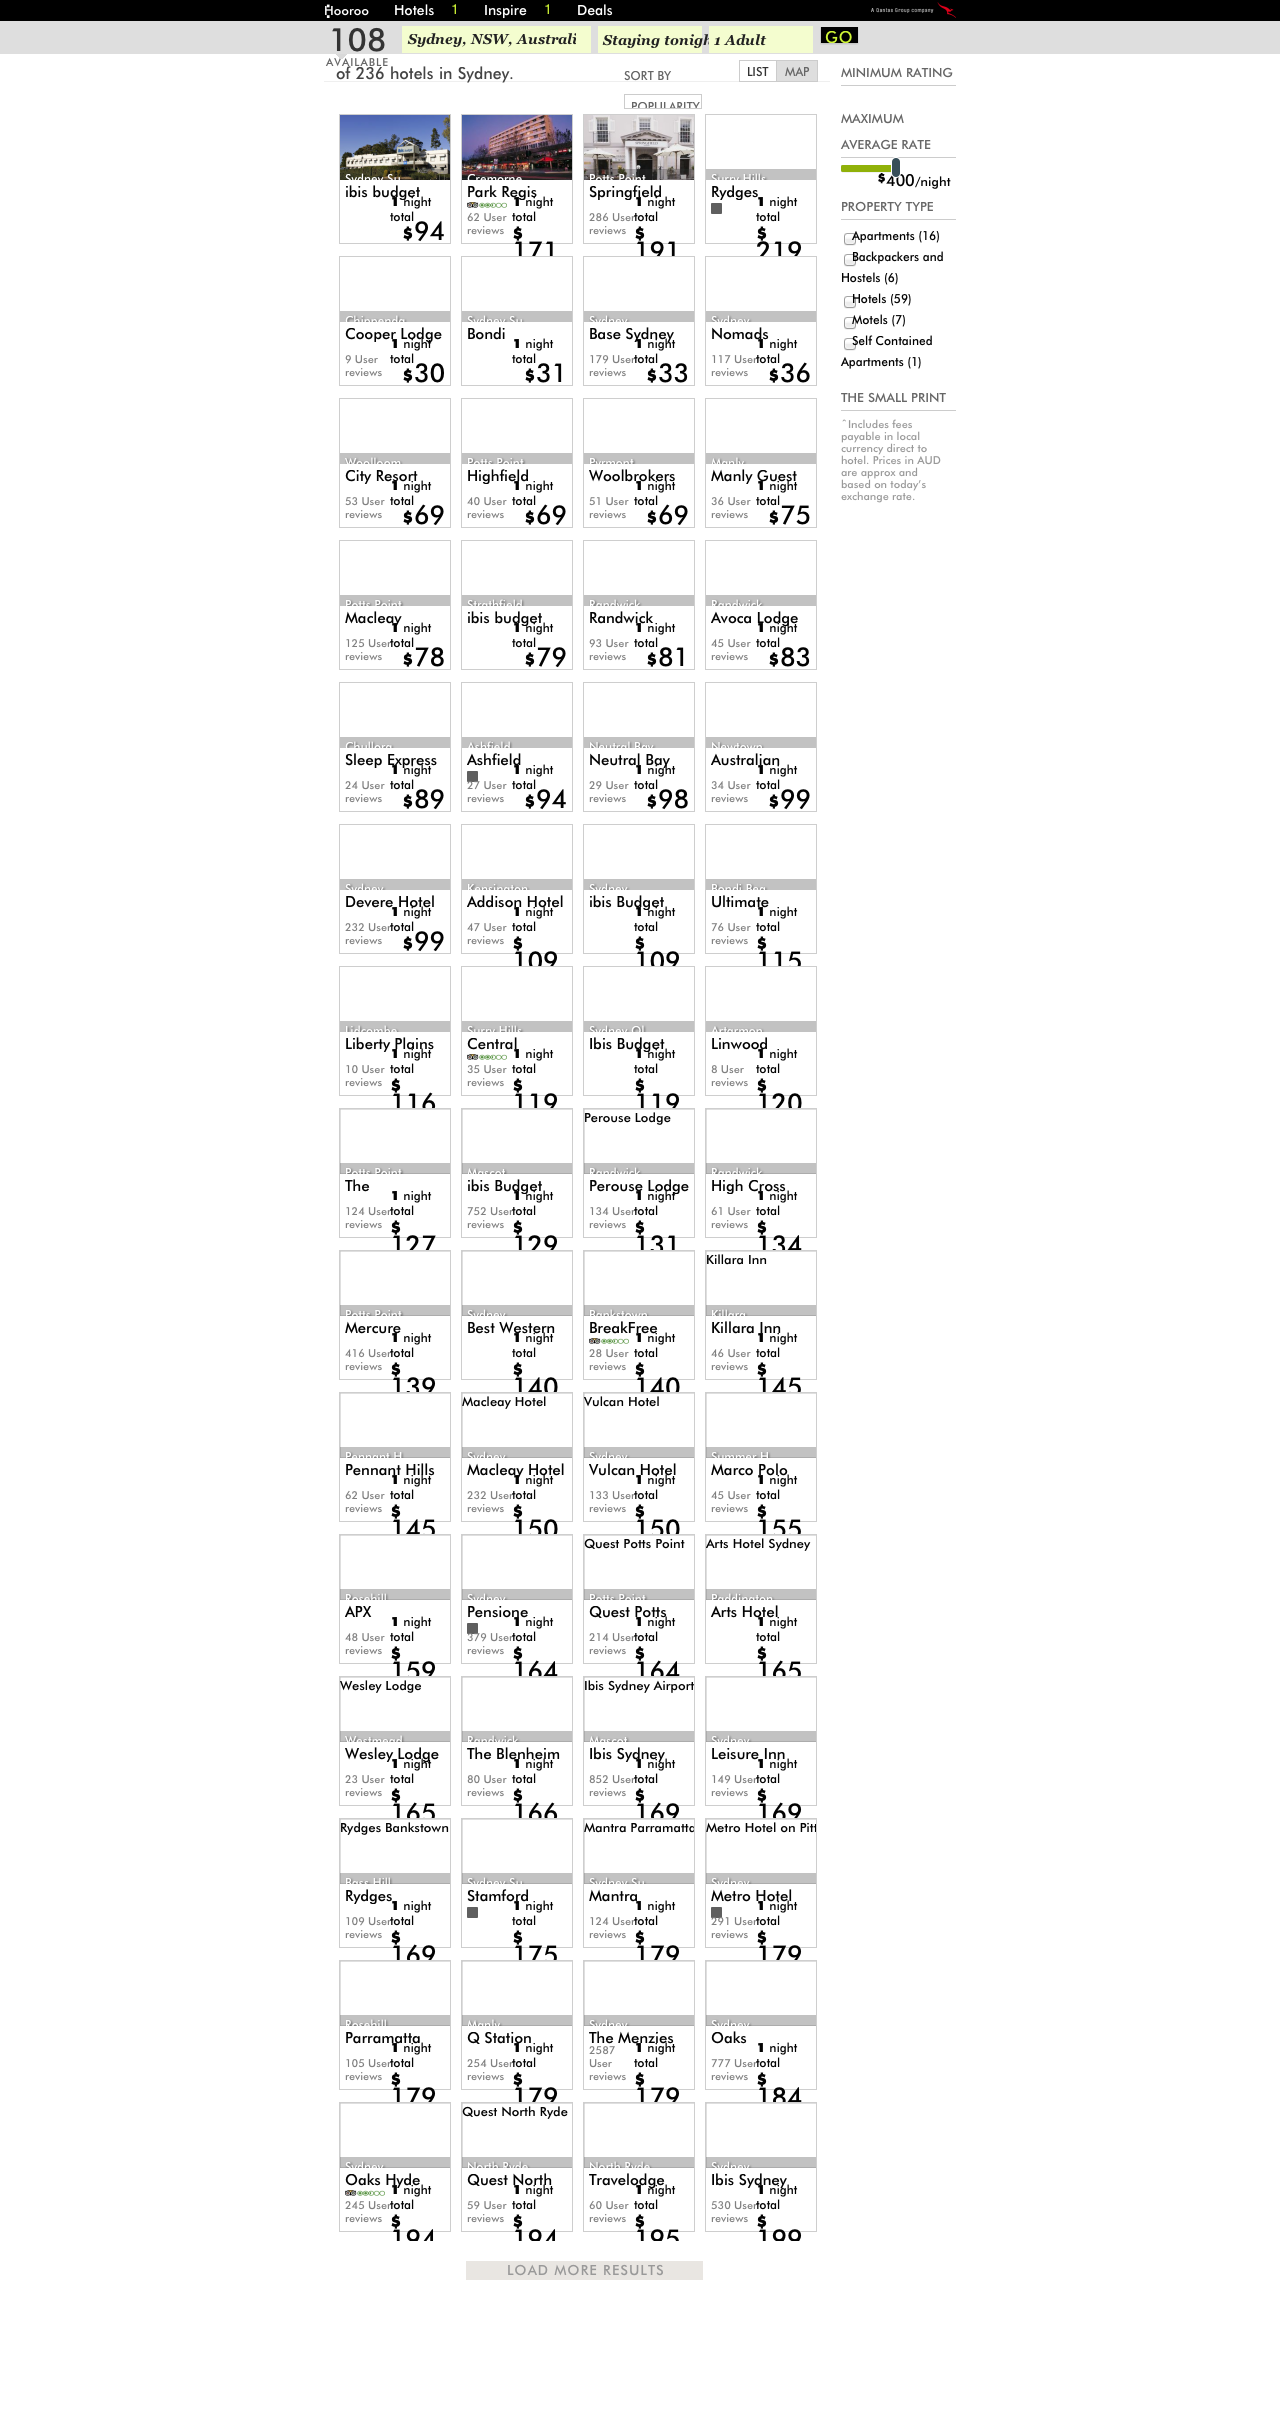 Hooroo Hotels 1 Inspire 1 Deals A Qantas Group company
108 Sydney, NSW, Australi Staying tonigh 1 Adult GO
AVAILABLE
of 236 hotels in Sydney. SORT BY LIST MAP
POPULARITY
MINIMUM RATING
MAXIMUM
AVERAGE RATE
$400/night
PROPERTY TYPE
Apartments (16)
Backpackers and
Hostels (6)
Hotels (59)
Motels (7)
Self Contained
Apartments (1)
THE SMALL PRINT
^Includes fees
payable in local
currency direct to
hotel. Prices in AUD
are approx and
based on today's
exchange rate.
Sydney Su Cremorne Potts Point Surry Hills
ibis budget Park Regis Springfield Rydges
1 night 1 night 1 night 1 night
total 62 User total 286 User total total
reviews reviews
$94 $171 $191 $219
Chippenda Sydney Su Sydney Sydney
Cooper Lodge Bondi Base Sydney Nomads
1 night 1 night 1 night 1 night
9 User total total 179 User total 117 User total
reviews $30 $31 reviews $33 reviews $36
Woolloom Potts Point Pyrmont Manly
City Resort Highfield Woolbrokers Manly Guest
1 night 1 night 1 night 1 night
53 User total 40 User total 51 User total 36 User total
reviews $69 reviews $69 reviews $69 reviews $75
Potts Point Strathfield Randwick Randwick
Macleay ibis budget Randwick Avoca Lodge
1 night 1 night 1 night 1 night
125 User total total 93 User total 45 User total
reviews $78 $79 reviews $81 reviews $83
Chullora Ashfield Neutral Bay Newtown
Sleep Express Ashfield Neutral Bay Australian
1 night 1 night 1 night 1 night
24 User total 27 User total 29 User total 34 User total
reviews $89 reviews $94 reviews $98 reviews $99
Sydney Kensington Sydney Bondi Bea
Devere Hotel Addison Hotel ibis Budget Ultimate
1 night 1 night 1 night 1 night
232 User total 47 User total total 76 User total
reviews $99 reviews $109 $109 reviews $115
Lidcombe Surry Hills Sydney Ol Artarmon
Liberty Plains Central Ibis Budget Linwood
1 night 1 night 1 night 1 night
10 User total 35 User total total 8 User total
reviews $116 reviews $119 $119 reviews $120
Perouse Lodge
Potts Point Mascot Randwick Randwick
The ibis Budget Perouse Lodge High Cross
1 night 1 night 1 night 1 night
124 User total 752 User total 134 User total 61 User total
reviews $127 reviews $129 reviews $131 reviews $134
Killara Inn
Potts Point Sydney Bankstown Killara
Mercure Best Western BreakFree Killara Inn
1 night 1 night 1 night 1 night
416 User total total 28 User total 46 User total
reviews $139 $140 reviews $140 reviews $145
Macleay Hotel Vulcan Hotel
Pennant H Sydney Sydney Summer H
Pennant Hills Macleay Hotel Vulcan Hotel Marco Polo
1 night 1 night 1 night 1 night
62 User total 232 User total 133 User total 45 User total
reviews $145 reviews $150 reviews $150 reviews $155
Quest Potts Point Arts Hotel Sydney
Rosehill Sydney Potts Point Paddington
APX Pensione Quest Potts Arts Hotel
1 night 1 night 1 night 1 night
48 User total 379 User total 214 User total total
reviews $159 reviews $164 reviews $164 $165
Wesley Lodge Ibis Sydney Airport
Westmead Randwick Mascot Sydney
Wesley Lodge The Blenheim Ibis Sydney Leisure Inn
1 night 1 night 1 night 1 night
23 User total 80 User total 852 User total 149 User total
reviews $165 reviews $166 reviews $169 reviews $169
Rydges Bankstown Mantra Parramatta Metro Hotel on Pitt
Bass Hill Sydney Su Sydney Su Sydney
Rydges Stamford Mantra Metro Hotel
1 night 1 night 1 night 1 night
109 User total total 124 User total 291 User total
reviews $169 $175 reviews $179 reviews $179
Rosehill Manly Sydney Sydney
Parramatta Q Station The Menzies Oaks
1 night 1 night 1 night 1 night
105 User total 254 User total 2587 User total 777 User total
reviews $179 reviews $179 reviews $179 reviews $184
Quest North Ryde
Sydney North Ryde North Ryde Sydney
Oaks Hyde Quest North Travelodge Ibis Sydney
1 night 1 night 1 night 1 night
245 User total 59 User total 60 User total 530 User total
reviews $194 reviews $194 reviews $195 reviews $199
LOAD MORE RESULTS